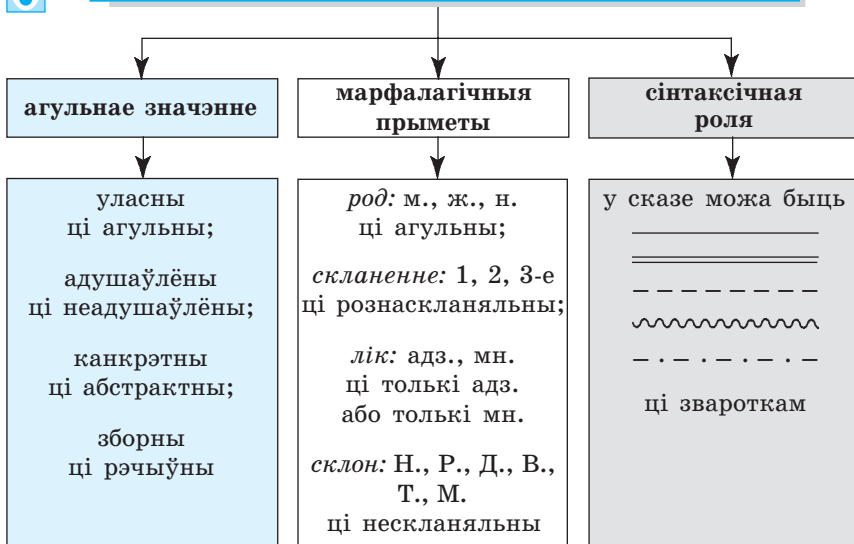 агульнае значэнне
марфалагічныя
прыметы
сінтаксічная
роля
уласны
ці агульны;
адушаўлёны
ці неадушаўлёны;
канкрэтны
ці абстрактны;
зборны
ці рэчыўны
род: м., ж., н.
ці агульны;
скланенне: 1, 2, 3-е
ці рознаскланяльны;
лік: адз., мн.
ці толькі адз.
або толькі мн.
склон: Н., Р., Д., В.,
Т., М.
ці нескланяльны
у сказе можа быць
ці звароткам